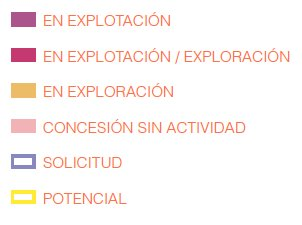 EN EXPLOTACIÓN
EN EXPLOTACIÓN / EXPLORACIÓN
EN EXPLORACIÓN
CONCESIÓN SIN ACTIVIDAD
SOLICITUD
POTENCIAL